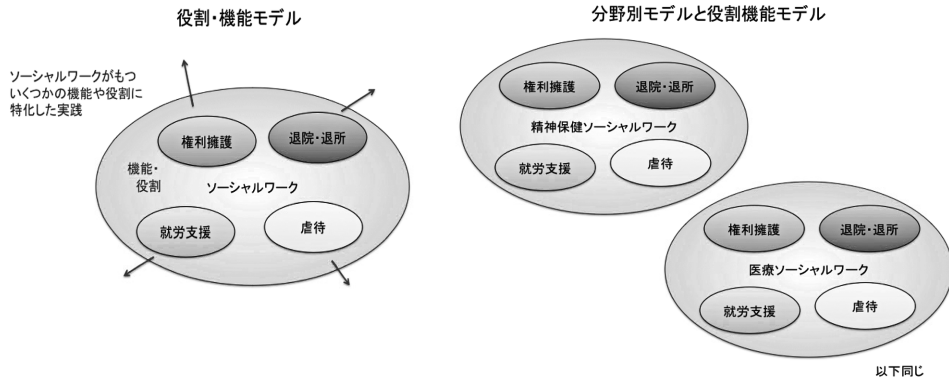 役割・機能モデル
ソーシャルワークがもつ
いくつかの機能や役割に
特化した実践
権利擁護
退院・退所
機能・
役割
ソーシャルワーク
就労支援
虐待
分野別モデルと役割機能モデル
権利擁護
退院・退所
精神保健ソーシャルワーク
就労支援
虐待
権利擁護
退院・退所
医療ソーシャルワーク
就労支援
虐待
以下同じ